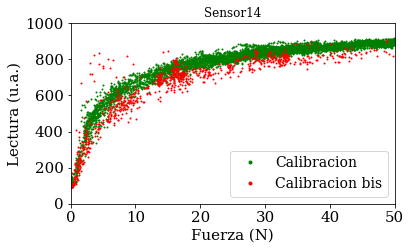 Sensor14
1000
800
600
400
200
0
Lectura (u.a.)
Calibracion
Calibracion bis
0 10 20 30 40 50
Fuerza (N)